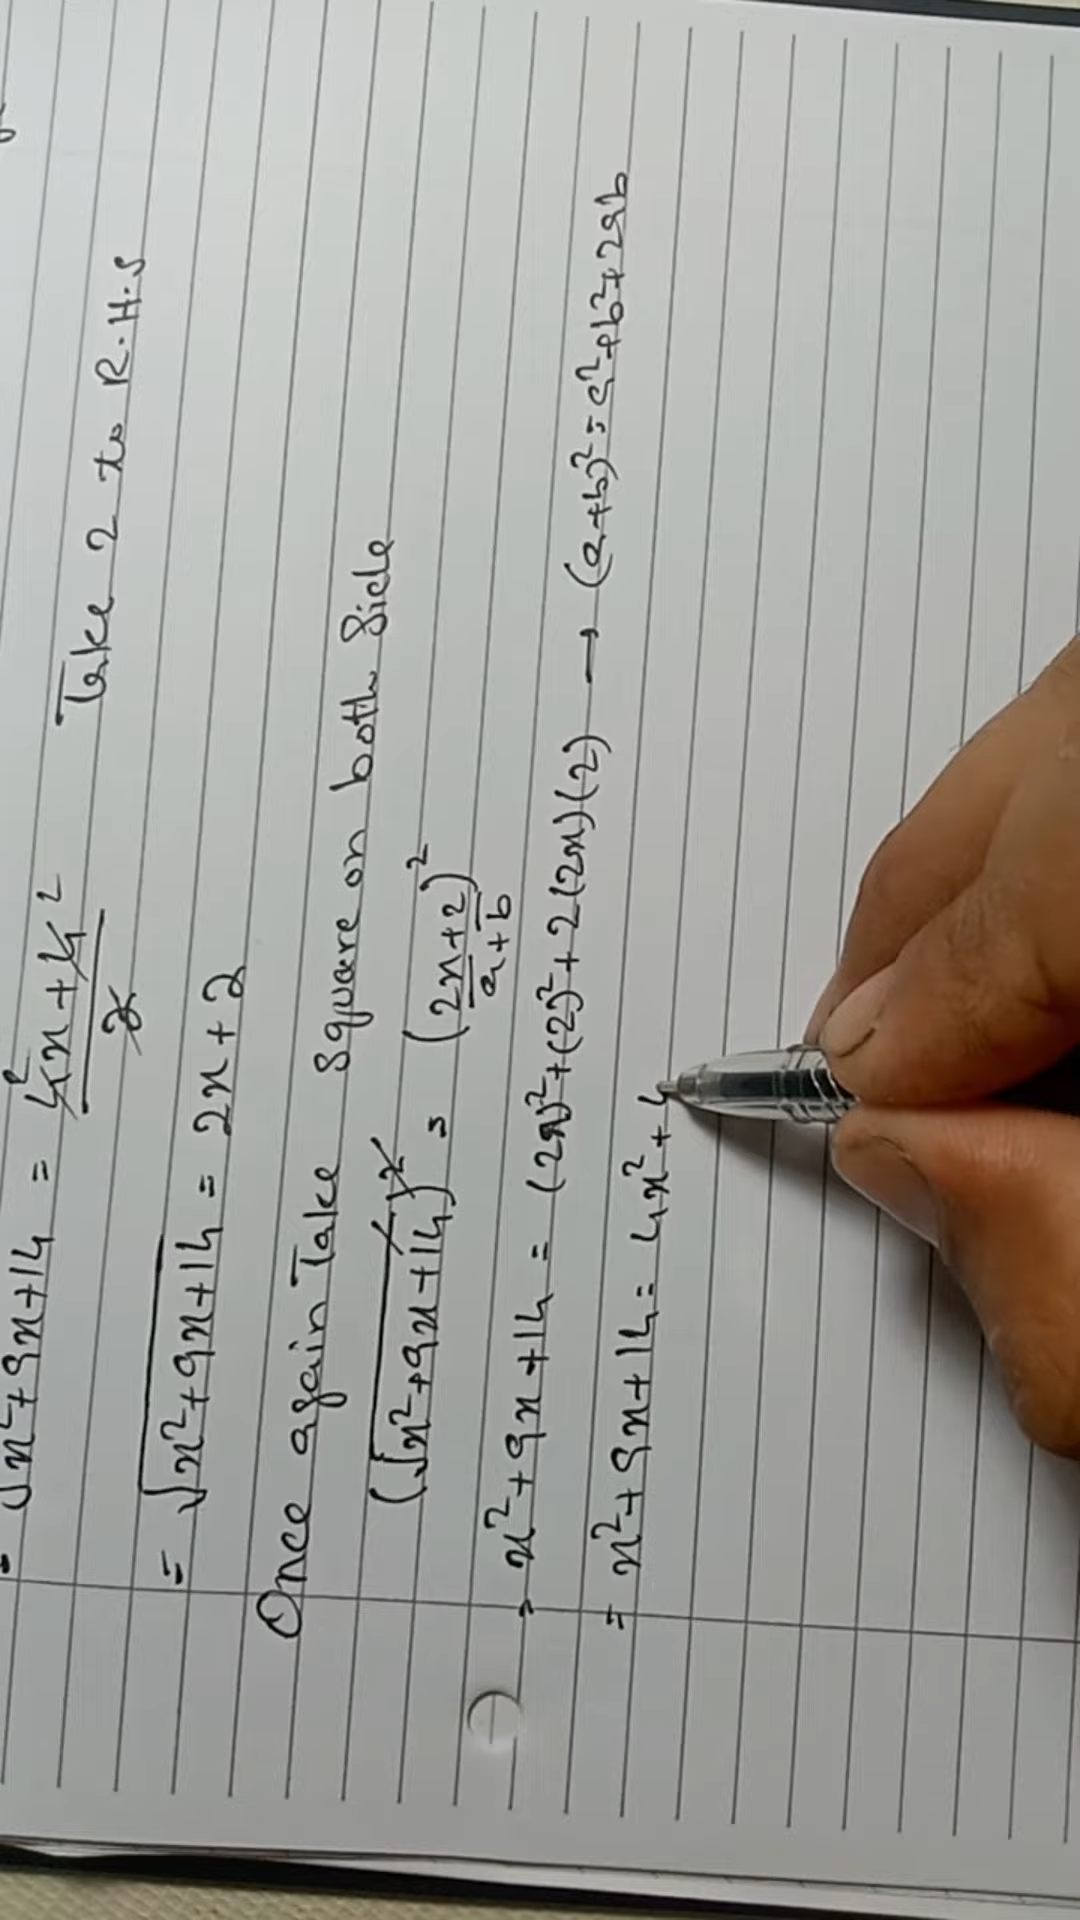 = √x²+9x+14 = 4x+4/2 2 2 Take 2 to R.H.S
= √x²+9x+14 = 2x+2
Once again Take square on both side
(√x²+9x+14)² = (2x+2)²
a+b
= x²+9x+14 = (2x)²+(2)²+2(2x)(2) → (a+b)² = a²+b²+2ab
= x²+9x+14 = 4x²+4